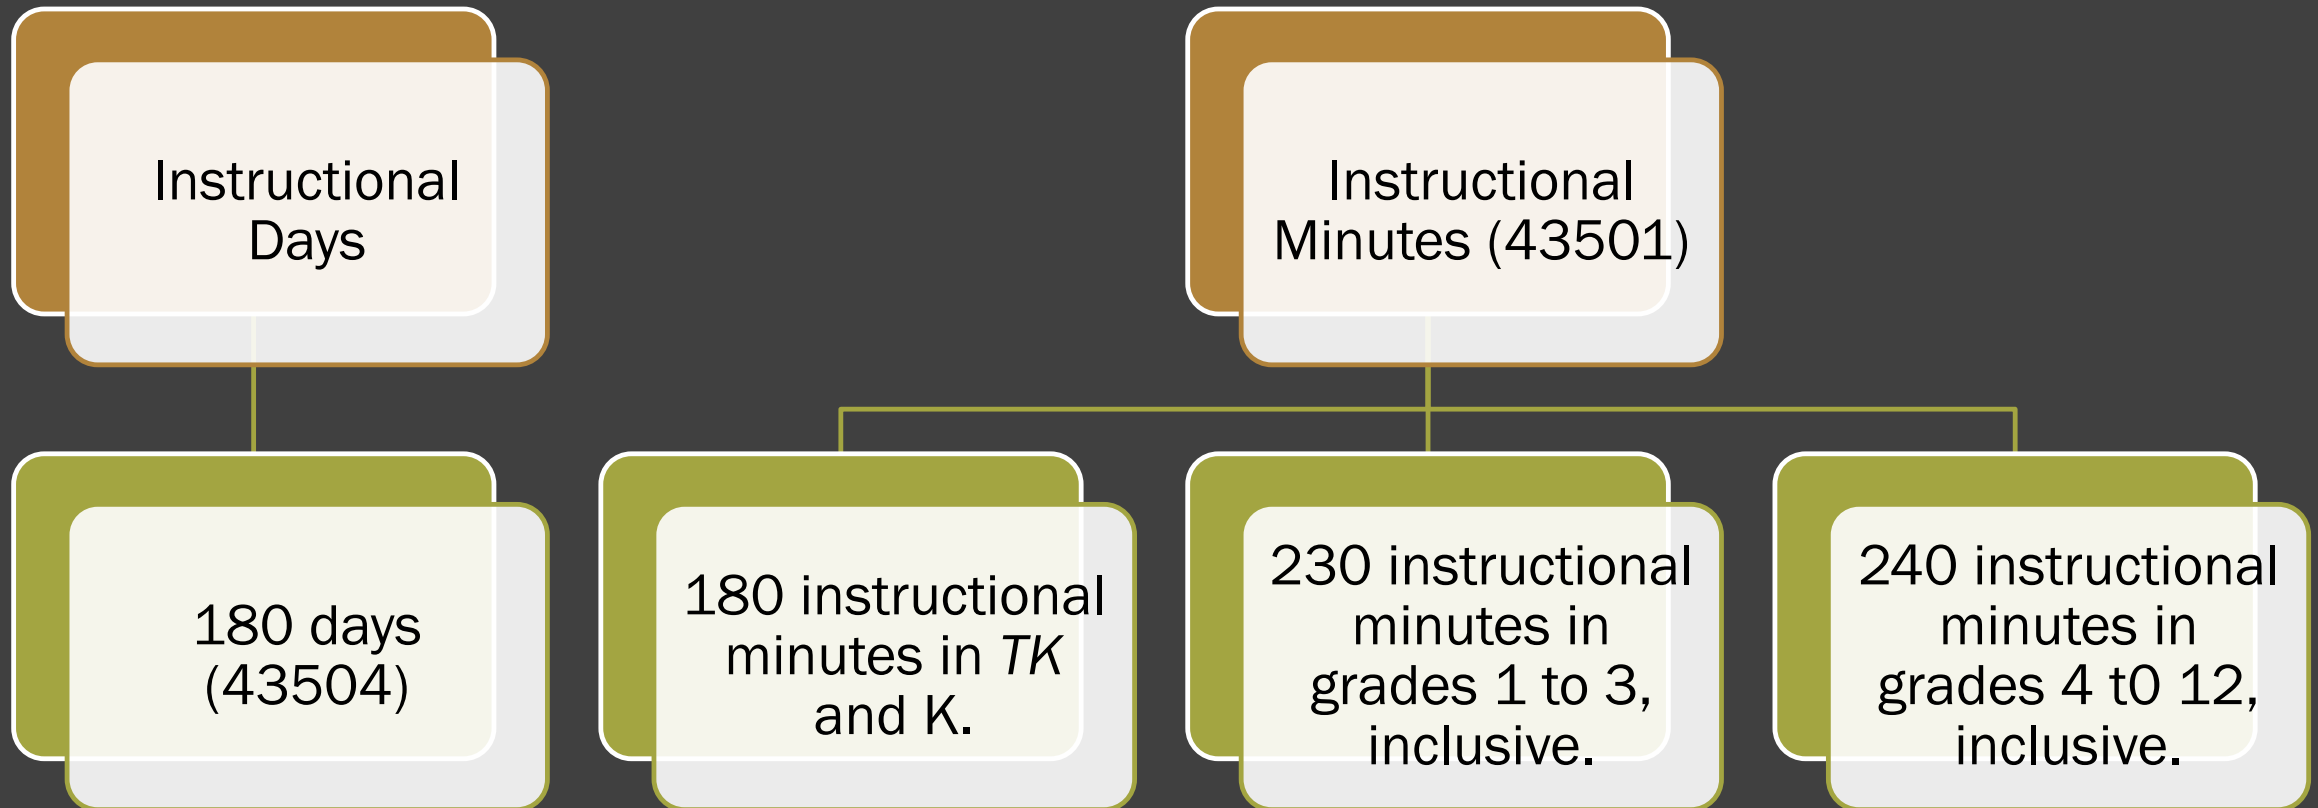 Instructional
Days
Instructional
Minutes (43501)
180 days
(43504)
180 instructional
minutes in TK
and K.
230 instructional
minutes in
grades 1 to 3,
inclusive.
240 instructional
minutes in
grades 4 t0 12,
inclusive.